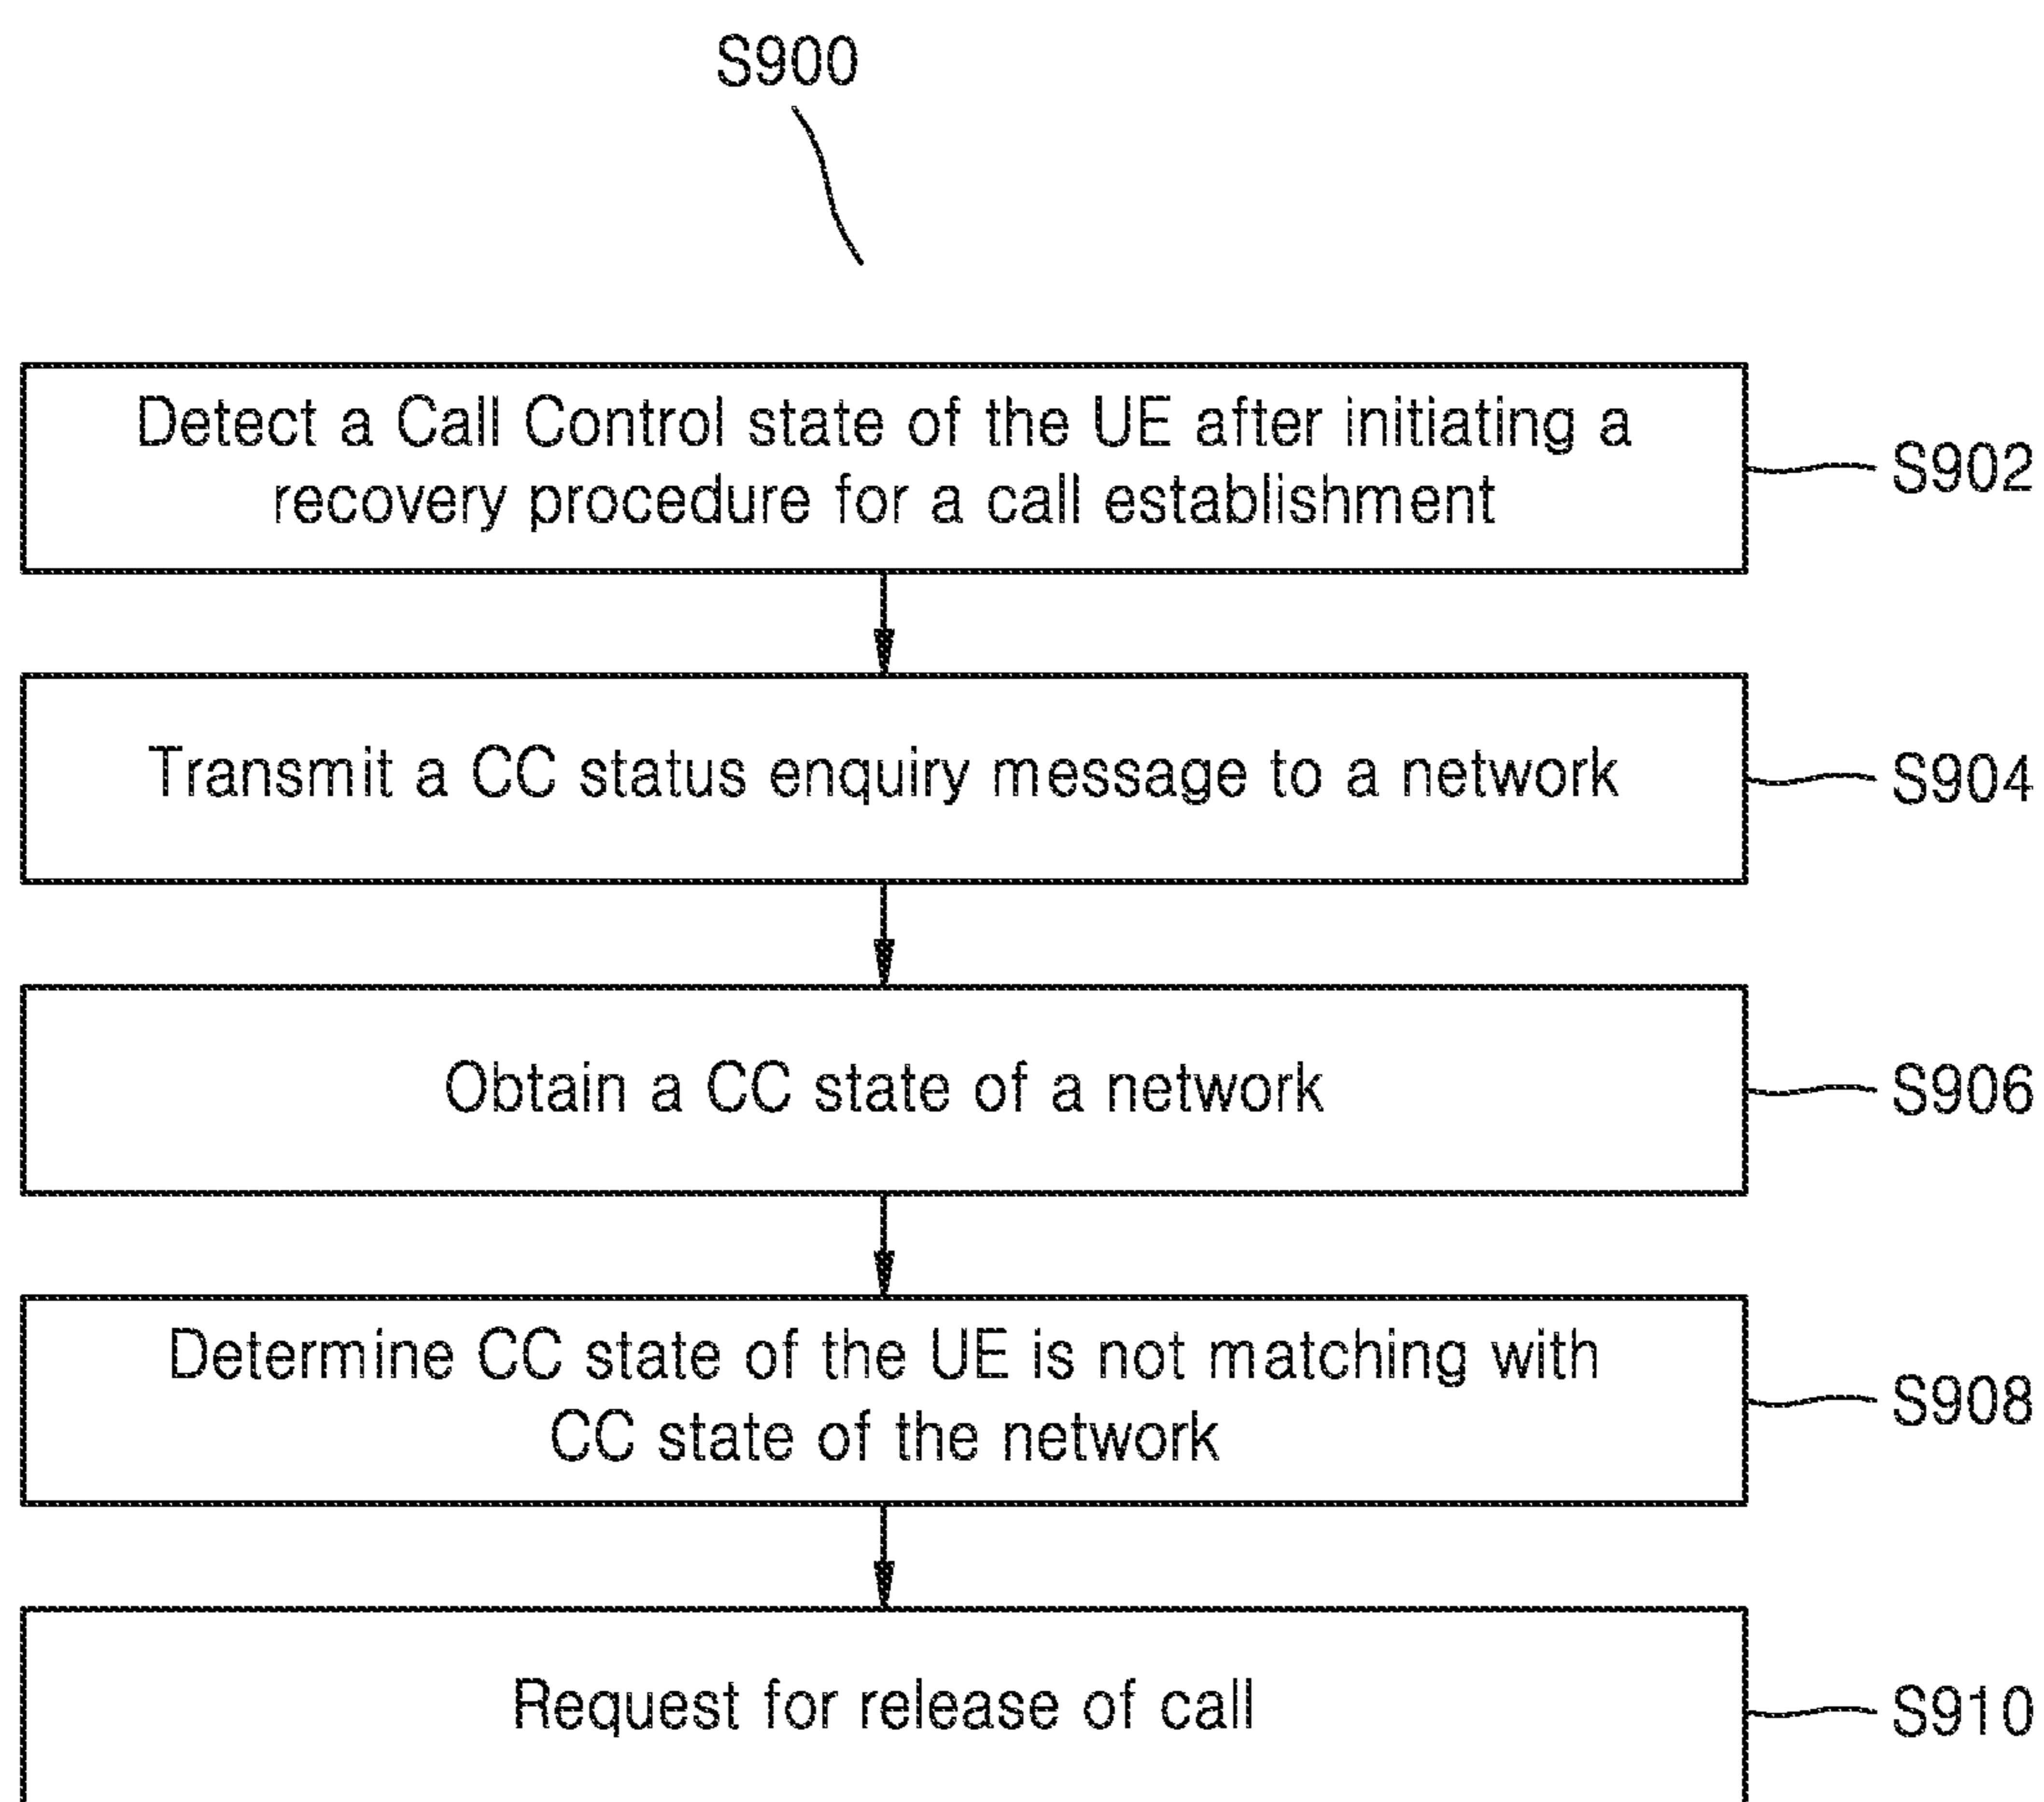 S900
Detect a Call Control state of the UE after initiating a
recovery procedure for a call establishment
S902
Transmit a CC status enquiry message to a network
S904
Obtain a CC state of a network
S906
Determine CC state of the UE is not matching with
CC state of the network
S908
Request for release of call
S910